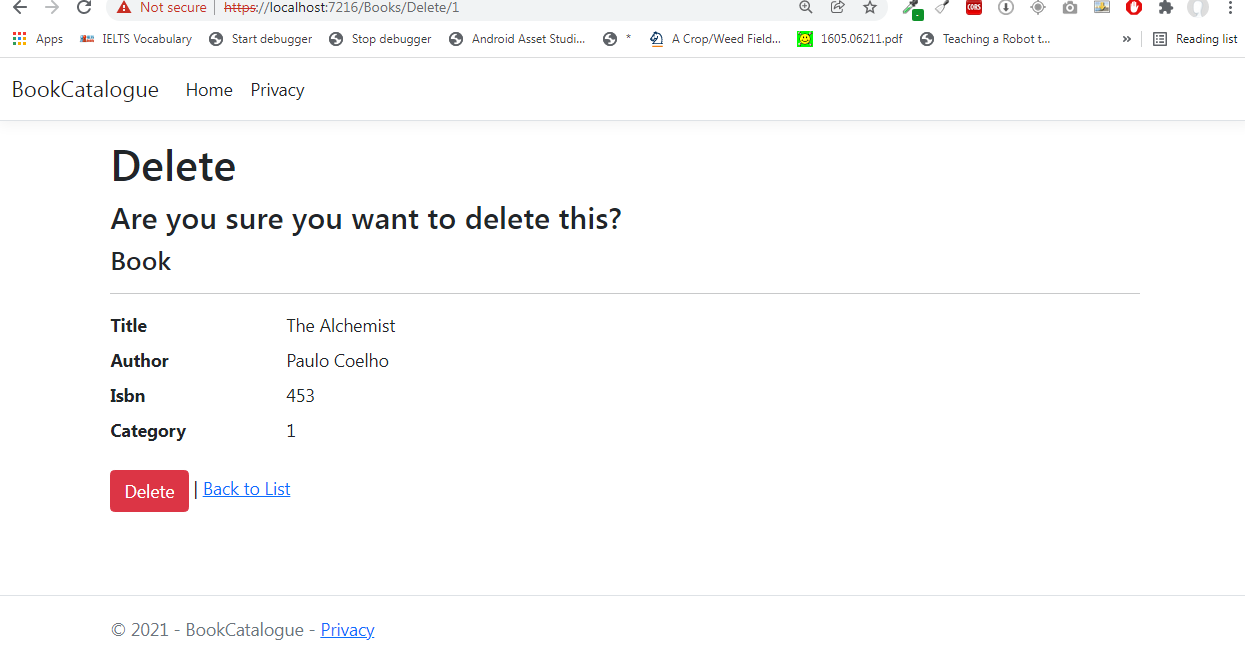 Not secure | https://localhost:7216/Books/Delete/1
CORS
Apps IELTS Vocabulary Start debugger Stop debugger Android Asset Studi... * A Crop/Weed Field... 1605.06211.pdf Teaching a Robot t... » Reading list
BookCatalogue Home Privacy
Delete
Are you sure you want to delete this?
Book
Title The Alchemist
Author Paulo Coelho
Isbn 453
Category 1
Delete | Back to List
© 2021 - BookCatalogue - Privacy